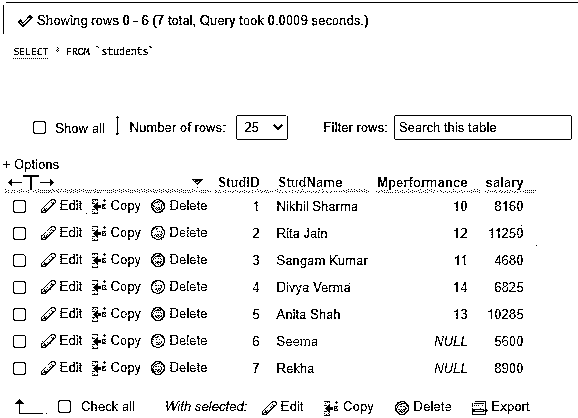 Showing rows 0 - 6 (7 total, Query took 0.0009 seconds.)
SELECT * FROM `students`
Show all Number of rows: 25 Filter rows: Search this table
+ Options
←T→ StudID StudName Mperformance salary
Edit Copy Delete 1 Nikhil Sharma 10 8160
Edit Copy Delete 2 Rita Jain 12 11250
Edit Copy Delete 3 Sangam Kumar 11 4680
Edit Copy Delete 4 Divya Verma 14 6825
Edit Copy Delete 5 Anita Shah 13 10285
Edit Copy Delete 6 Seema NULL 5600
Edit Copy Delete 7 Rekha NULL 8900
Check all With selected: Edit Copy Delete Export